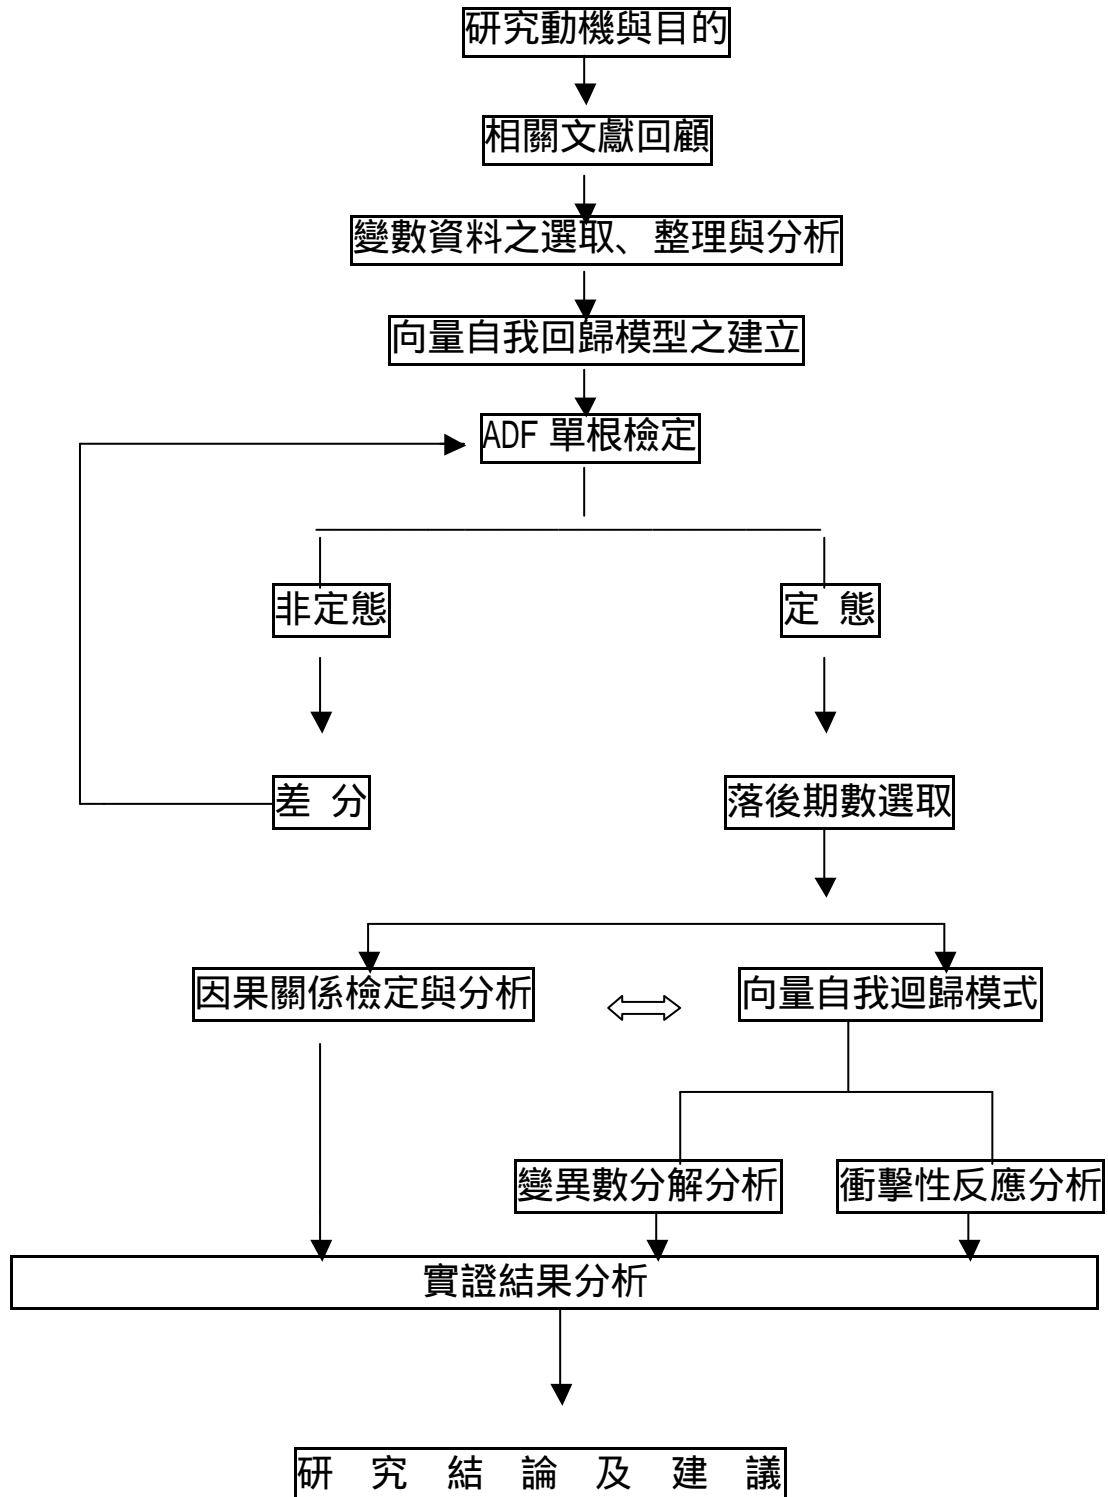 研究動機與目的
相關文獻回顧
變數資料之選取、整理與分析
向量自我回歸模型之建立
ADF 單根檢定
非定態
定 態
差 分
落後期數選取
因果關係檢定與分析
向量自我迴歸模式
變異數分解分析
衝擊性反應分析
實證結果分析
研 究 結 論 及 建 議